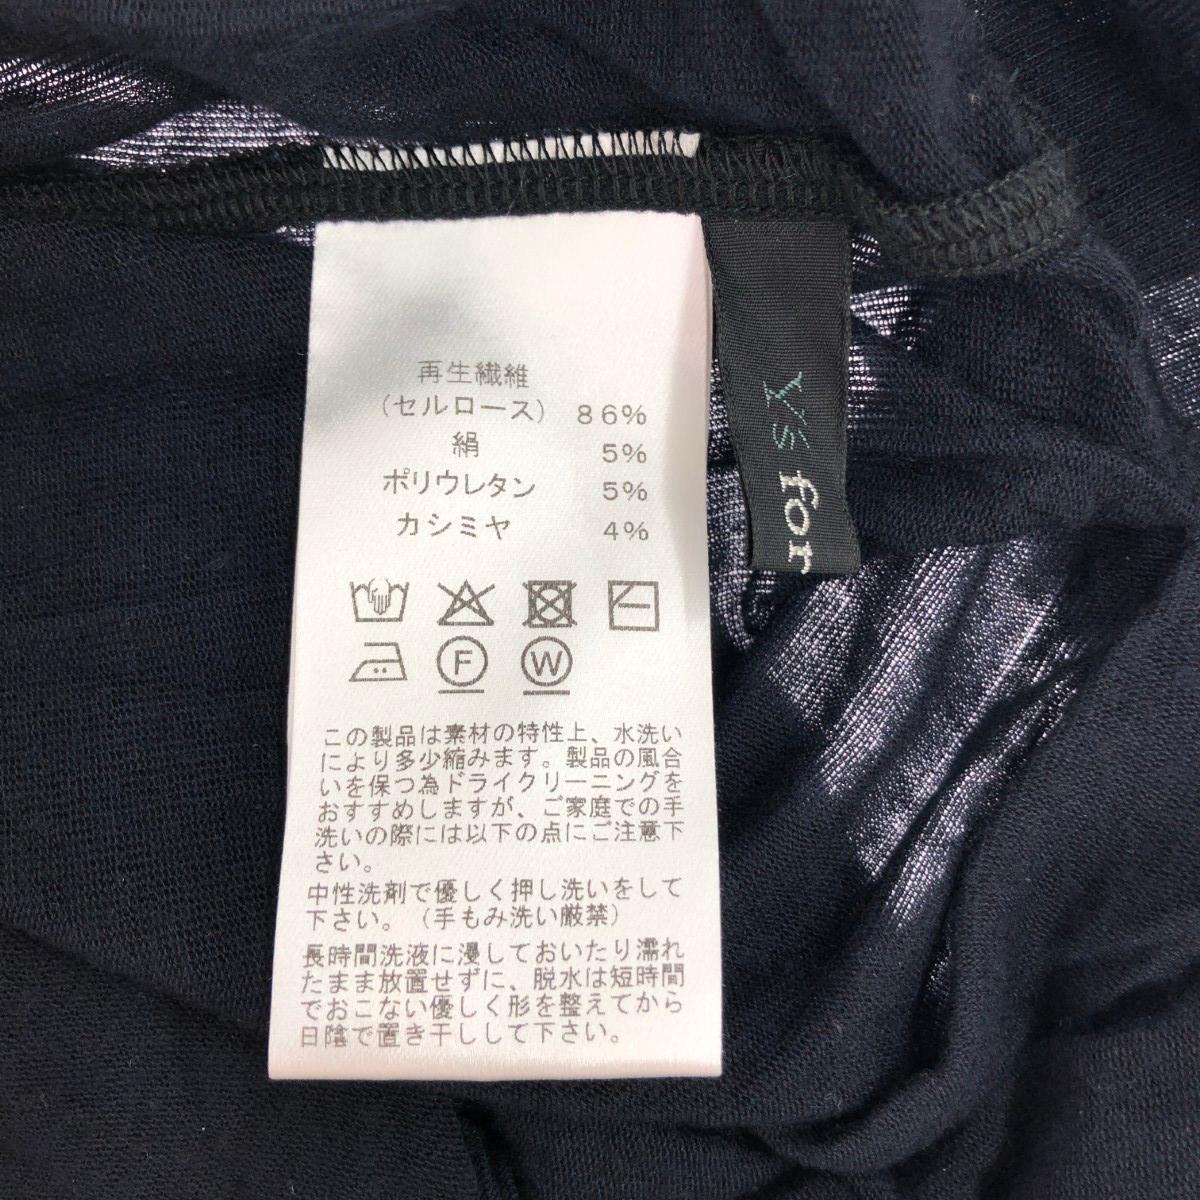 再生繊維
(セルロース) 86%
絹 5%
ポリウレタン 5%
カシミヤ 4%
F W
この製品は素材の特性上、水洗い
により多少縮みます。製品の風合
いを保つ為ドライクリーニングを
おすすめしますが、ご家庭での手
洗いの際には以下の点にご注意下
さい。
中性洗剤で優しく押し洗いをして
下さい。（手もみ洗い厳禁）
長時間洗液に漫しておいたり濡れ
たまま放置せずに、脱水は短時間
でおこない優しく形を整えてから
日陰で置き干しして下さい。
Y's for